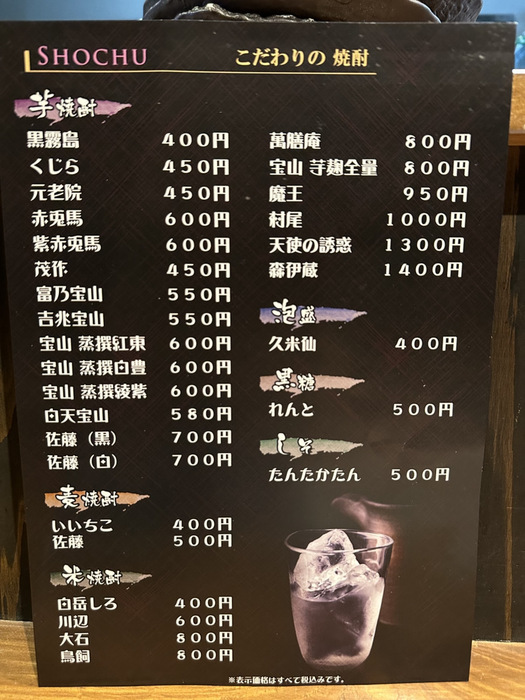 SHOCHU こだわりの 焼酎
芋焼酎
黒霧島 400円
くじら 450円
元老院 450円
赤兎馬 600円
紫赤兎馬 600円
茂作 450円
富乃宝山 550円
吉兆宝山 550円
宝山 蒸撰紅東 600円
宝山 蒸撰白豊 600円
宝山 蒸撰綾紫 600円
白天宝山 580円
佐藤（黒） 700円
佐藤（白） 700円
麦焼酎
いいちこ 400円
佐藤 500円
米焼酎
白岳しろ 400円
川辺 600円
大石 800円
鳥飼 800円
萬膳庵 800円
宝山 芋麹全量 800円
魔王 950円
村尾 1000円
天使の誘惑 1300円
森伊蔵 1400円
泡盛
久米仙 400円
黒糖
れんと 500円
しそ
たんたかたん 500円
※表示価格はすべて税込みです。